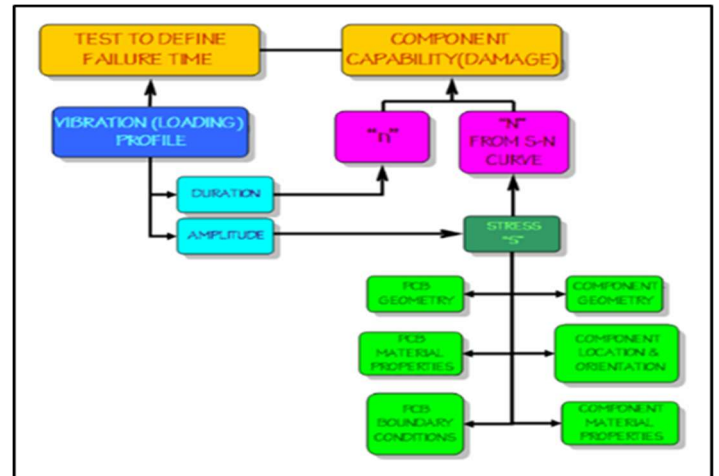 TEST TO DEFINE
FAILURE TIME
COMPONENT
CAPABILITY(DAMAGE)
VIBRATION (LOADING)
PROFILE
"n"
"N"
FROM S-N
CURVE
DURATION
AMPLITUDE
STRESS
"S"
PCB
GEOMETRY
COMPONENT
GEOMETRY
PCB
MATERIAL
PROPERTIES
COMPONENT
LOCATION &
ORIENTATION
PCB
BOUNDARY
CONDITIONS
COMPONENT
MATERIAL
PROPERTIES